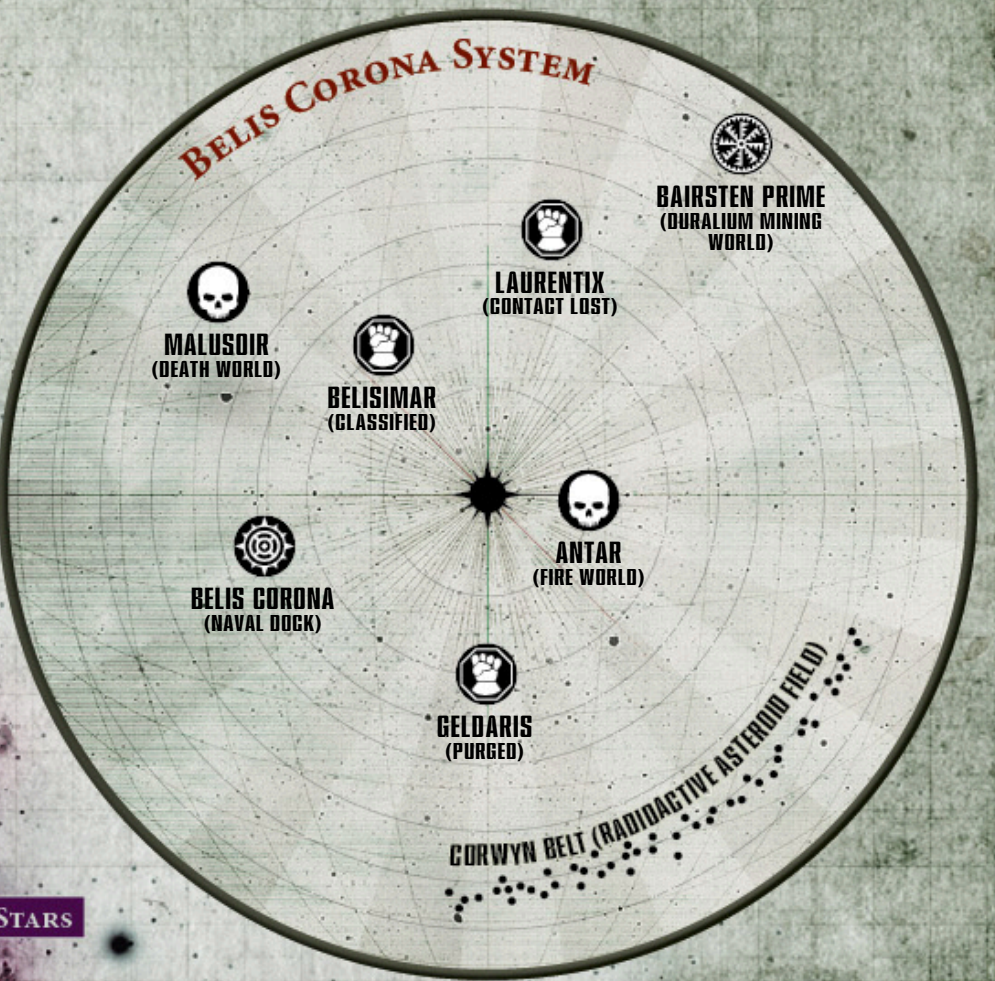 BELIS CORONA SYSTEM
BAIRSTEN PRIME
(DURALIUM MINING
WORLD)
LAURENTIX
(CONTACT LOST)
MALUSOIR
(DEATH WORLD)
BELISIMAR
(CLASSIFIED)
ANTAR
(FIRE WORLD)
BELIS CORONA
(NAVAL DOCK)
GELDARIS
(PURGED)
CORWYN BELT (RADIOACTIVE ASTEROID FIELD)
STARS